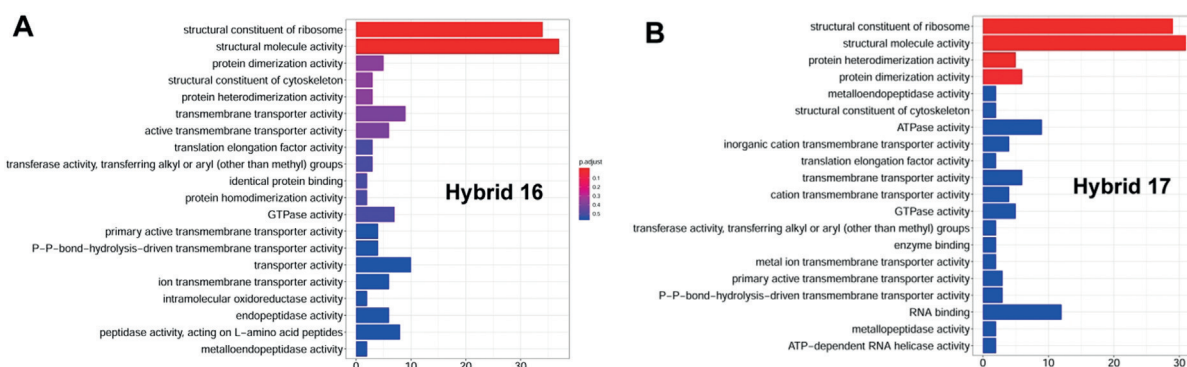 A
structural constituent of ribosome
structural molecule activity
protein dimerization activity
structural constituent of cytoskeleton
protein heterodimerization activity
transmembrane transporter activity
active transmembrane transporter activity
translation elongation factor activity
transferase activity, transferring alkyl or aryl (other than methyl) groups
identical protein binding
protein homodimerization activity
GTPase activity
primary active transmembrane transporter activity
P−P−bond−hydrolysis−driven transmembrane transporter activity
transporter activity
ion transmembrane transporter activity
intramolecular oxidoreductase activity
endopeptidase activity
peptidase activity, acting on L−amino acid peptides
metalloendopeptidase activity
0 10 20 30
Hybrid 16
p.adjust
0.1
0.2
0.3
0.4
0.5
B
structural constituent of ribosome
structural molecule activity
protein heterodimerization activity
protein dimerization activity
metalloendopeptidase activity
structural constituent of cytoskeleton
ATPase activity
inorganic cation transmembrane transporter activity
translation elongation factor activity
transmembrane transporter activity
cation transmembrane transporter activity
GTPase activity
transferase activity, transferring alkyl or aryl (other than methyl) groups
enzyme binding
metal ion transmembrane transporter activity
primary active transmembrane transporter activity
P−P−bond−hydrolysis−driven transmembrane transporter activity
RNA binding
metallopeptidase activity
ATP−dependent RNA helicase activity
0 10 20 30
Hybrid 17